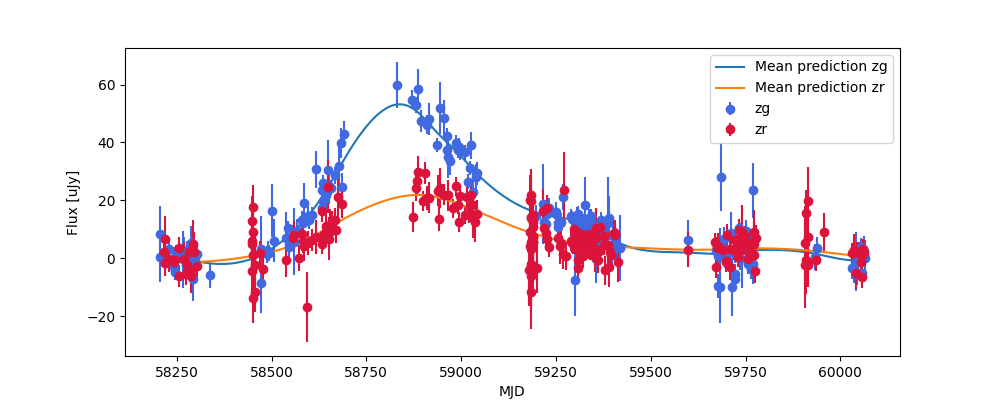 Mean prediction zg
Mean prediction zr
zg
zr
60
40
20
0
−20
Flux [uJy]
58250
58500
58750
59000
59250
59500
59750
60000
MJD